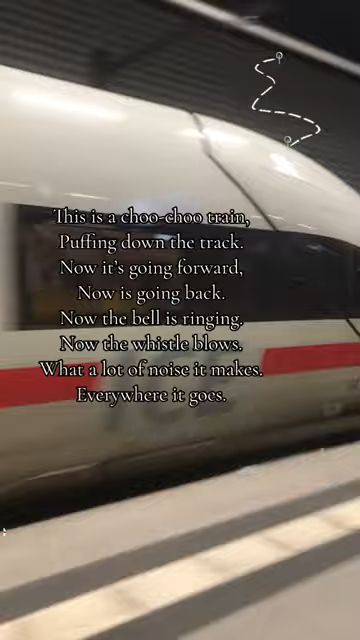 This is a choo-choo train,
Puffing down the track.
Now it's going forward,
Now is going back.
Now the bell is ringing.
Now the whistle blows.
What a lot of noise it makes.
Everywhere it goes.